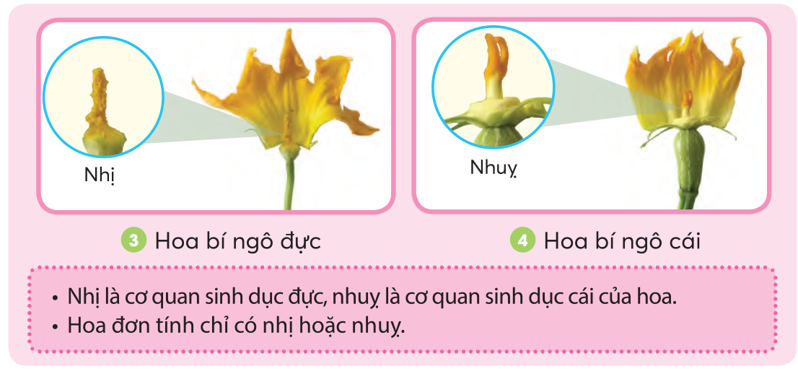 Nhị
Nhuỵ
3 Hoa bí ngô đực
4 Hoa bí ngô cái
• Nhị là cơ quan sinh dục đực, nhuỵ là cơ quan sinh dục cái của hoa.
• Hoa đơn tính chỉ có nhị hoặc nhuỵ.